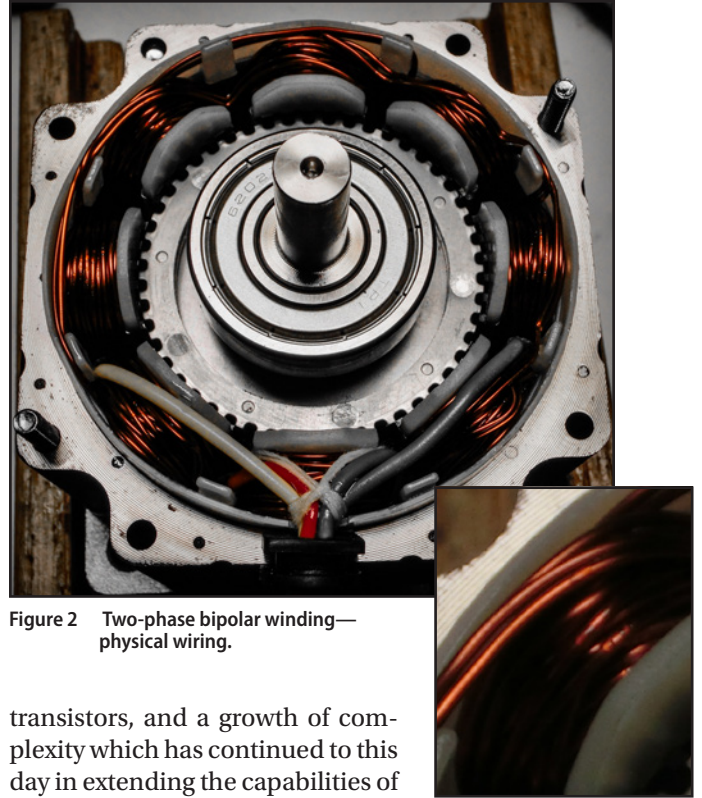 6202
Figure 2 Two-phase bipolar winding—
physical wiring.
transistors, and a growth of com-
plexity which has continued to this
day in extending the capabilities of